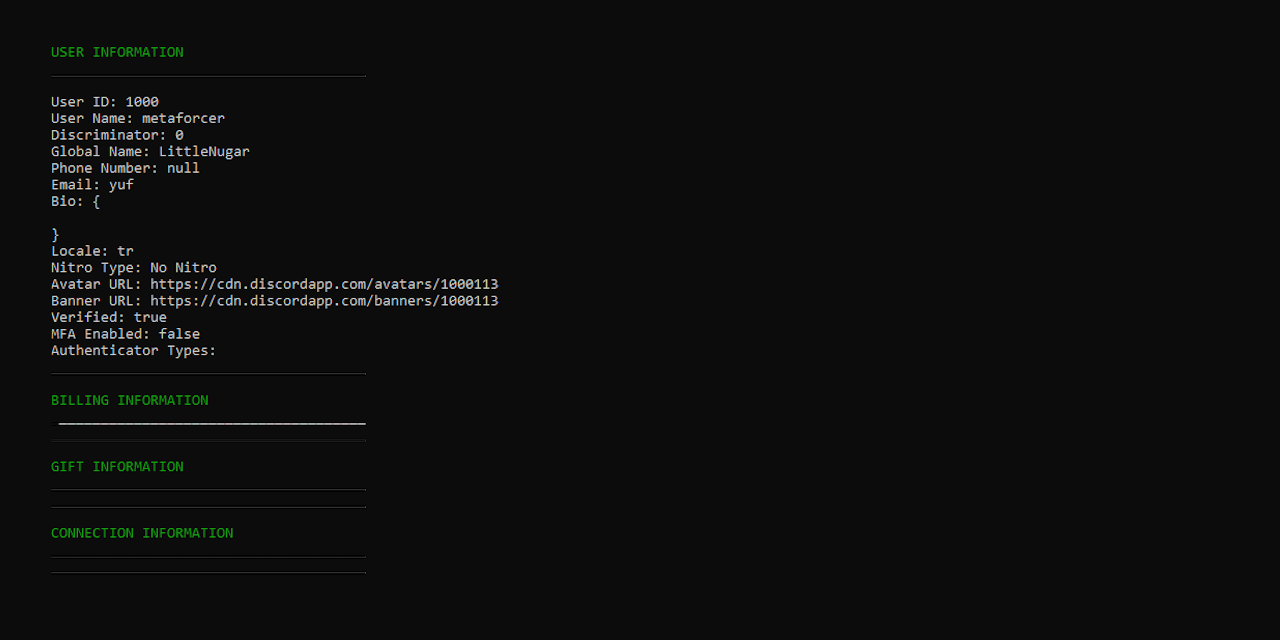 USER INFORMATION
User ID: 1000
User Name: metaforcer
Discriminator: 0
Global Name: LittleNugar
Phone Number: null
Email: yuf
Bio: {
}
Locale: tr
Nitro Type: No Nitro
Avatar URL: https://cdn.discordapp.com/avatars/1000113
Banner URL: https://cdn.discordapp.com/banners/1000113
Verified: true
MFA Enabled: false
Authenticator Types:
BILLING INFORMATION
GIFT INFORMATION
CONNECTION INFORMATION